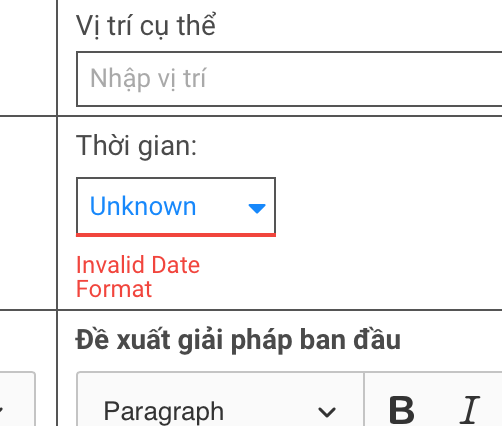 Vị trí cụ thể
Nhập vị trí
Thời gian:
Unknown
Invalid Date
Format
Đề xuất giải pháp ban đầu
Paragraph
B I